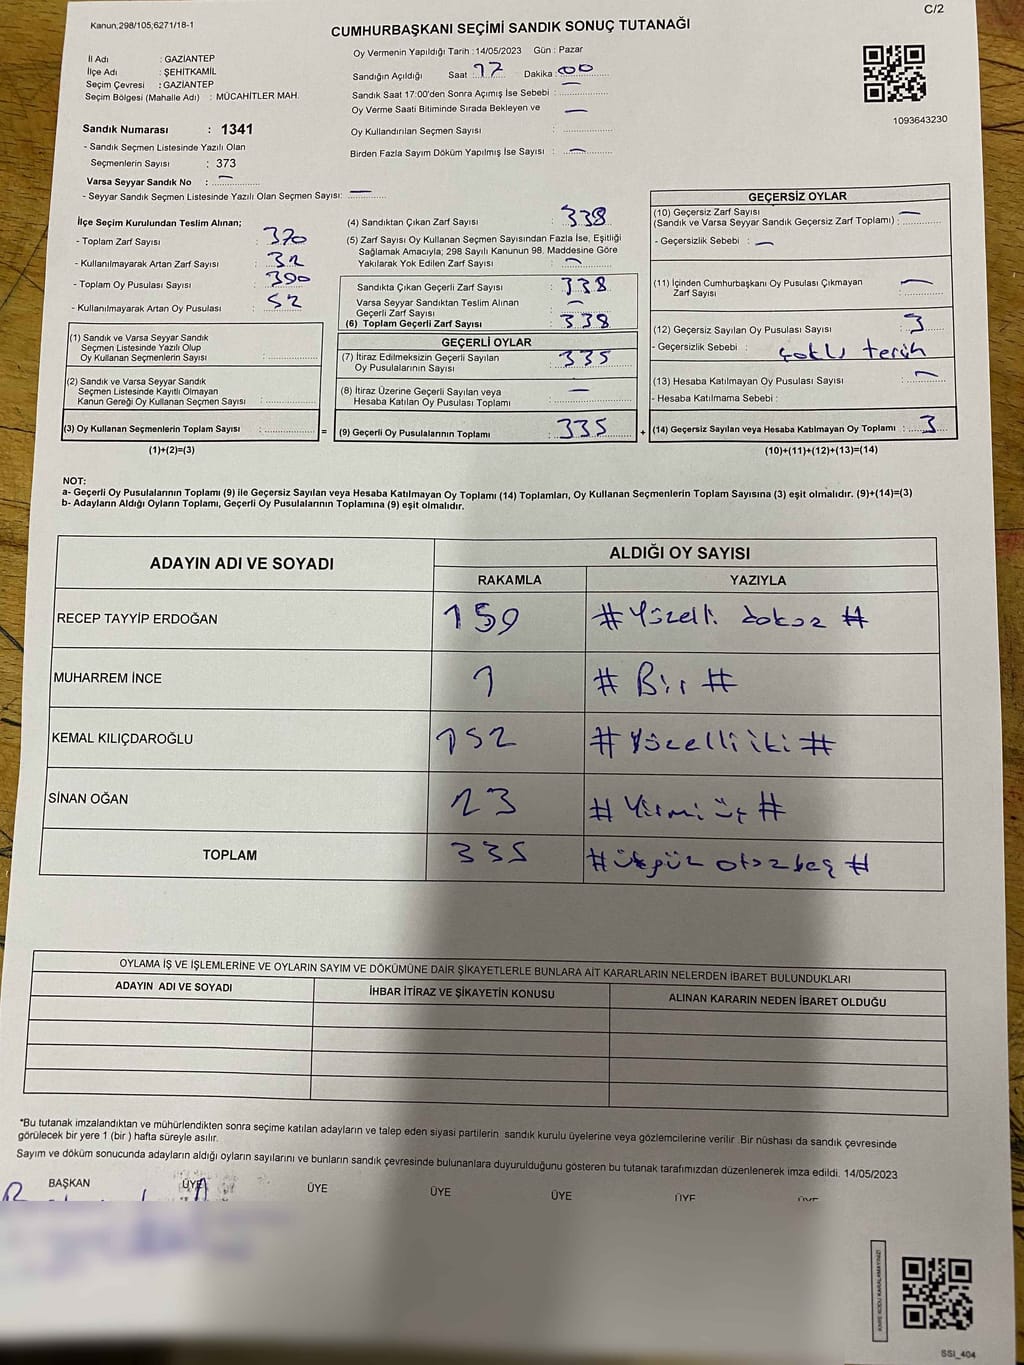 C/2
Kanun;298/105;6271/18-1
CUMHURBAŞKANI SEÇİMİ SANDIK SONUÇ TUTANAĞI
İl Adı : GAZİANTEP
İlçe Adı : ŞEHİTKAMİL
Seçim Çevresi : GAZİANTEP
Seçim Bölgesi (Mahalle Adı) : MÜCAHİTLER MAH.
Sandık Numarası : 1341
- Sandık Seçmen Listesinde Yazılı Olan
Seçmenlerin Sayısı : 373
Varsa Seyyar Sandık No : —
- Seyyar Sandık Seçmen Listesinde Yazılı Olan Seçmen Sayısı: —
Oy Vermenin Yapıldığı Tarih : 14/05/2023 Gün : Pazar
Sandığın Açıldığı Saat : 17 Dakika : 00
Sandık Saat 17:00'den Sonra Açımış İse Sebebi : —
Oy Verme Saati Bitiminde Sırada Bekleyen ve
Oy Kullandırılan Seçmen Sayısı : —
Birden Fazla Sayım Döküm Yapılmış İse Sayısı : —
1093643230
İlçe Seçim Kurulundan Teslim Alınan;
- Toplam Zarf Sayısı : 370
- Kullanılmayarak Artan Zarf Sayısı : 32
- Toplam Oy Pusulası Sayısı : 390
- Kullanılmayarak Artan Oy Pusulası : 52
(1) Sandık ve Varsa Seyyar Sandık
Seçmen Listesinde Yazılı Olup
Oy Kullanan Seçmenlerin Sayısı :
(2) Sandık ve Varsa Seyyar Sandık
Seçmen Listesinde Kayıtlı Olmayan
Kanun Gereği Oy Kullanan Seçmen Sayısı :
(3) Oy Kullanan Seçmenlerin Toplam Sayısı : =
(1)+(2)=(3)
(4) Sandıktan Çıkan Zarf Sayısı : 338
(5) Zarf Sayısı Oy Kullanan Seçmen Sayısından Fazla İse, Eşitliği
Sağlamak Amacıyla; 298 Sayılı Kanunun 98. Maddesine Göre
Yakılarak Yok Edilen Zarf Sayısı : —
Sandıkta Çıkan Geçerli Zarf Sayısı : 338
Varsa Seyyar Sandıktan Teslim Alınan
Geçerli Zarf Sayısı : —
(6) Toplam Geçerli Zarf Sayısı : 338
GEÇERLİ OYLAR
(7) İtiraz Edilmeksizin Geçerli Sayılan
Oy Pusulalarının Sayısı : 335
(8) İtiraz Üzerine Geçerli Sayılan veya
Hesaba Katılan Oy Pusulası Toplamı : —
(9) Geçerli Oy Pusulalarının Toplamı : 335 +
GEÇERSİZ OYLAR
(10) Geçersiz Zarf Sayısı
(Sandık ve Varsa Seyyar Sandık Geçersiz Zarf Toplamı) : —
- Geçersizlik Sebebi : —
(11) İçinden Cumhurbaşkanı Oy Pusulası Çıkmayan
Zarf Sayısı : —
(12) Geçersiz Sayılan Oy Pusulası Sayısı : 3
- Geçersizlik Sebebi : çoklu tercih
(13) Hesaba Katılmayan Oy Pusulası Sayısı : —
- Hesaba Katılmama Sebebi :
(14) Geçersiz Sayılan veya Hesaba Katılmayan Oy Toplamı : 3
(10)+(11)+(12)+(13)=(14)
NOT:
a- Geçerli Oy Pusulalarının Toplamı (9) ile Geçersiz Sayılan veya Hesaba Katılmayan Oy Toplamı (14) Toplamları, Oy Kullanan Seçmenlerin Toplam Sayısına (3) eşit olmalıdır. (9)+(14)=(3)
b- Adayların Aldığı Oyların Toplamı, Geçerli Oy Pusulalarının Toplamına (9) eşit olmalıdır.
ADAYIN ADI VE SOYADI
ALDIĞI OY SAYISI
RAKAMLA YAZIYLA
RECEP TAYYİP ERDOĞAN 159 # Yüzelli dokuz #
MUHARREM İNCE 1 # Bir #
KEMAL KILIÇDAROĞLU 152 # Yüzelli iki #
SİNAN OĞAN 23 # Yirmi üç #
TOPLAM 335 # üçyüz otuzbeş #
OYLAMA İŞ VE İŞLEMLERİNE VE OYLARIN SAYIM VE DÖKÜMÜNE DAİR ŞİKAYETLERLE BUNLARA AİT KARARLARIN NELERDEN İBARET BULUNDUKLARI
ADAYIN ADI VE SOYADI İHBAR İTİRAZ VE ŞİKAYETİN KONUSU ALINAN KARARIN NEDEN İBARET OLDUĞU
*Bu tutanak imzalandıktan ve mühürlendikten sonra seçime katılan adayların ve talep eden siyasi partilerin sandık kurulu üyelerine veya gözlemcilerine verilir .Bir nüshası da sandık çevresinde
görülecek bir yere 1 (bir ) hafta süreyle asılır.
Sayım ve döküm sonucunda adayların aldığı oyların sayılarını ve bunların sandık çevresinde bulunanlara duyurulduğunu gösteren bu tutanak tarafımızdan düzenlenerek imza edildi. 14/05/2023
BAŞKAN ÜYE ÜYE ÜYE ÜYE ÜYE ÜYE
KARE KODU KARALAMAYINIZ!
SSI_404